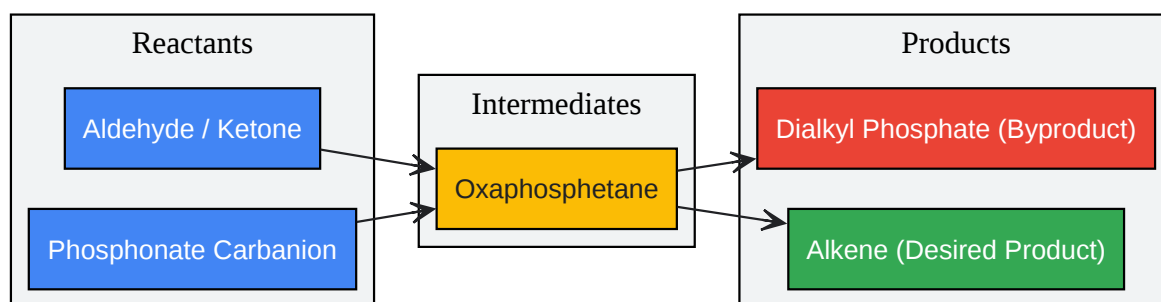 Reactants
Aldehyde / Ketone
Phosphonate Carbanion
Intermediates
Oxaphosphetane
Products
Dialkyl Phosphate (Byproduct)
Alkene (Desired Product)